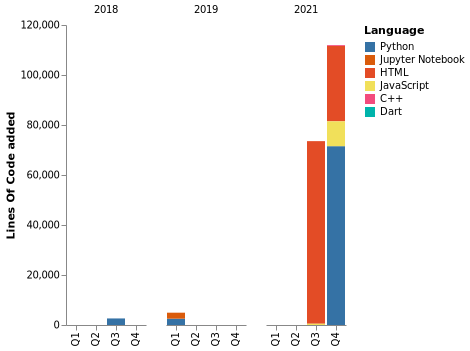 2018 2019 2021
Language
Python
Jupyter Notebook
HTML
JavaScript
C++
Dart
Lines Of Code added
120,000
100,000
80,000
60,000
40,000
20,000
0
Q1 Q2 Q3 Q4 Q1 Q2 Q3 Q4 Q1 Q2 Q3 Q4